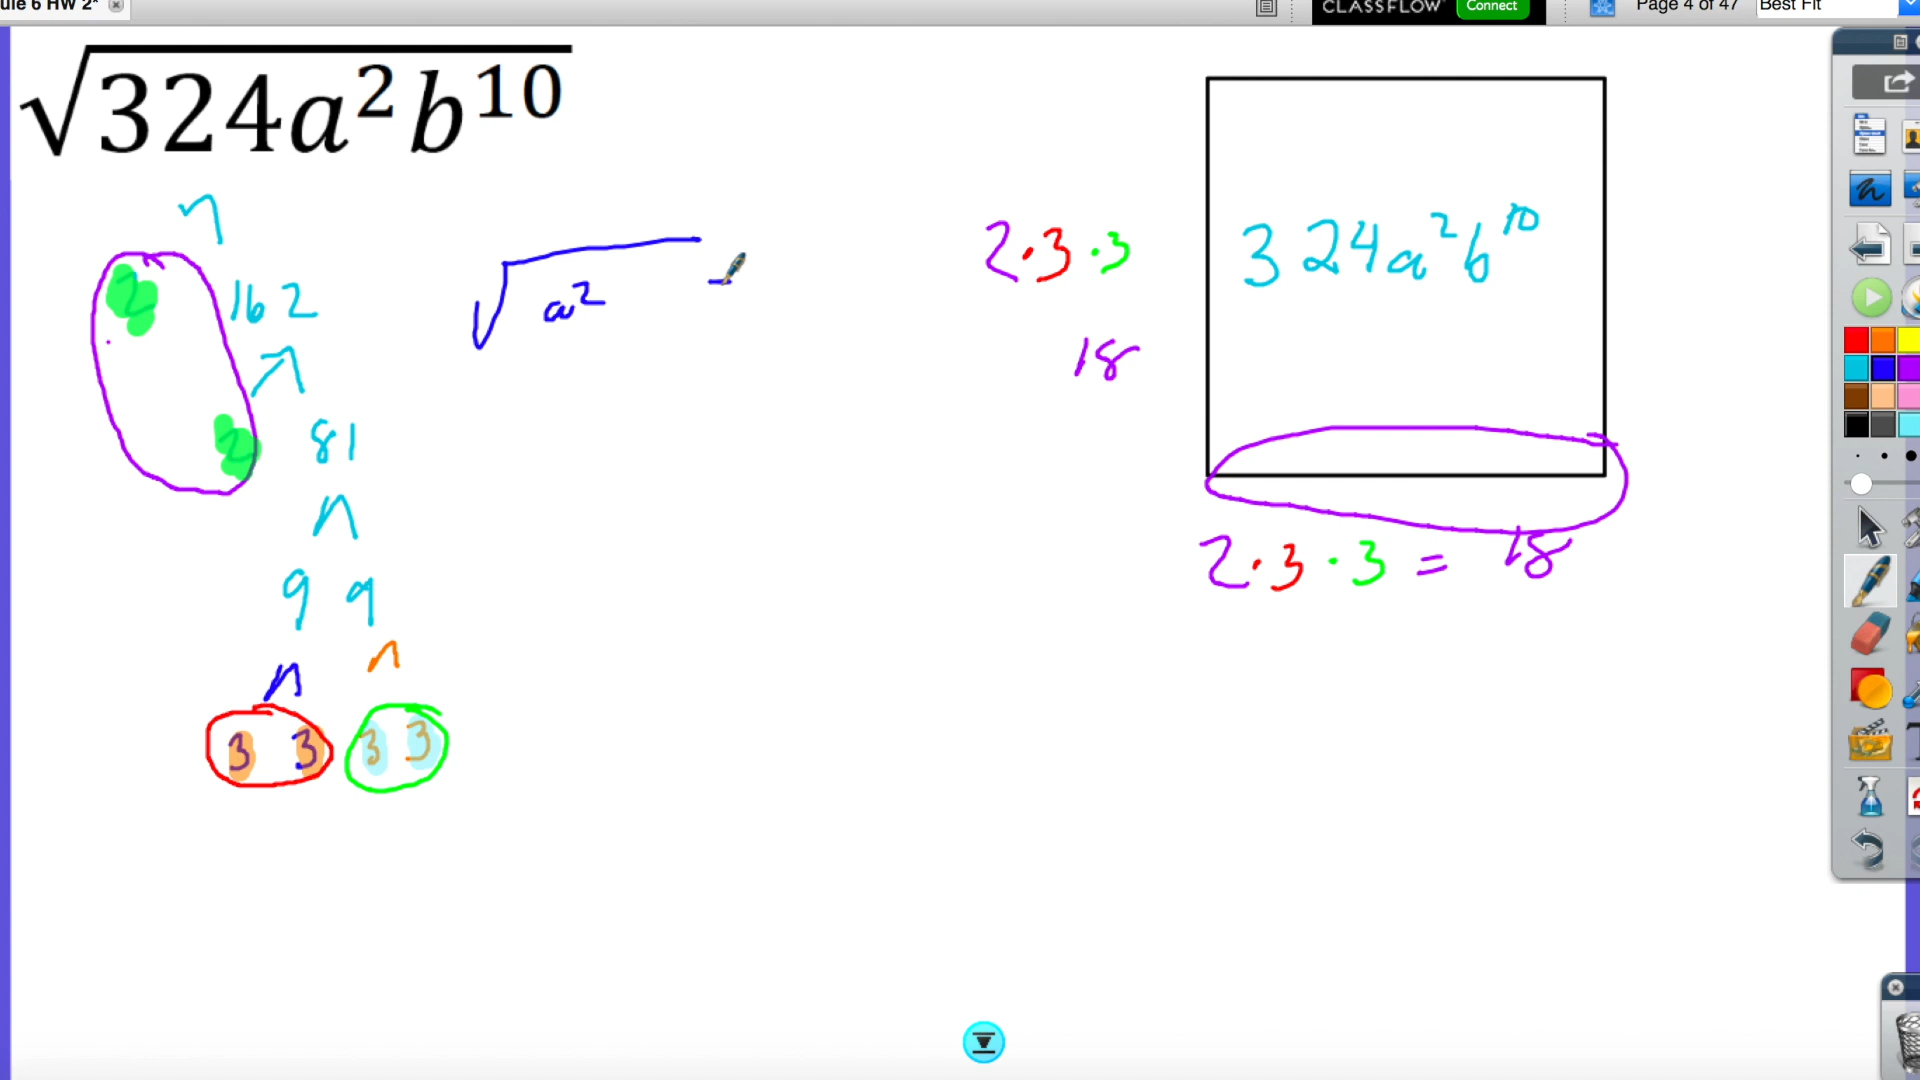 ule 6 HW 2*
CLASSFLOW Connect
Page 4 of 47
Best Fit
√324a²b¹⁰
2 162
2 81
9 9
3 3 3 3
√a² =
2·3·3
18
324a²b¹⁰
2·3·3 = 18